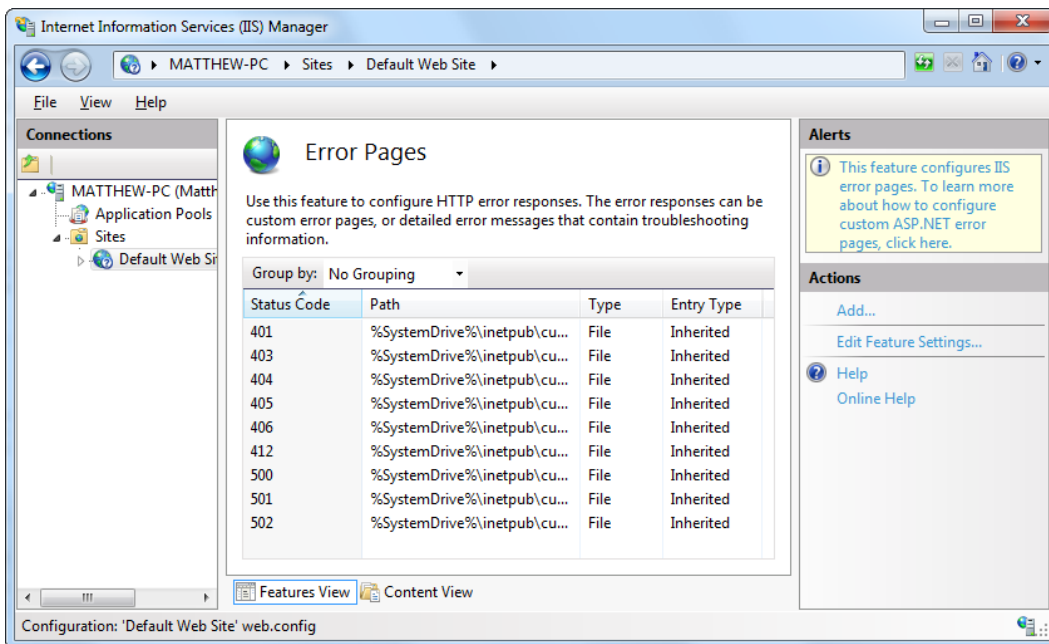 Internet Information Services (IIS) Manager
MATTHEW-PC Sites Default Web Site
File View Help
Connections
MATTHEW-PC (Matth
Application Pools
Sites
Default Web Si
Error Pages
Use this feature to configure HTTP error responses. The error responses can be
custom error pages, or detailed error messages that contain troubleshooting
information.
Group by: No Grouping
Status Code Path Type Entry Type
401 %SystemDrive%\inetpub\cu... File Inherited
403 %SystemDrive%\inetpub\cu... File Inherited
404 %SystemDrive%\inetpub\cu... File Inherited
405 %SystemDrive%\inetpub\cu... File Inherited
406 %SystemDrive%\inetpub\cu... File Inherited
412 %SystemDrive%\inetpub\cu... File Inherited
500 %SystemDrive%\inetpub\cu... File Inherited
501 %SystemDrive%\inetpub\cu... File Inherited
502 %SystemDrive%\inetpub\cu... File Inherited
Features View Content View
Alerts
This feature configures IIS
error pages. To learn more
about how to configure
custom ASP.NET error
pages, click here.
Actions
Add...
Edit Feature Settings...
Help
Online Help
Configuration: 'Default Web Site' web.config